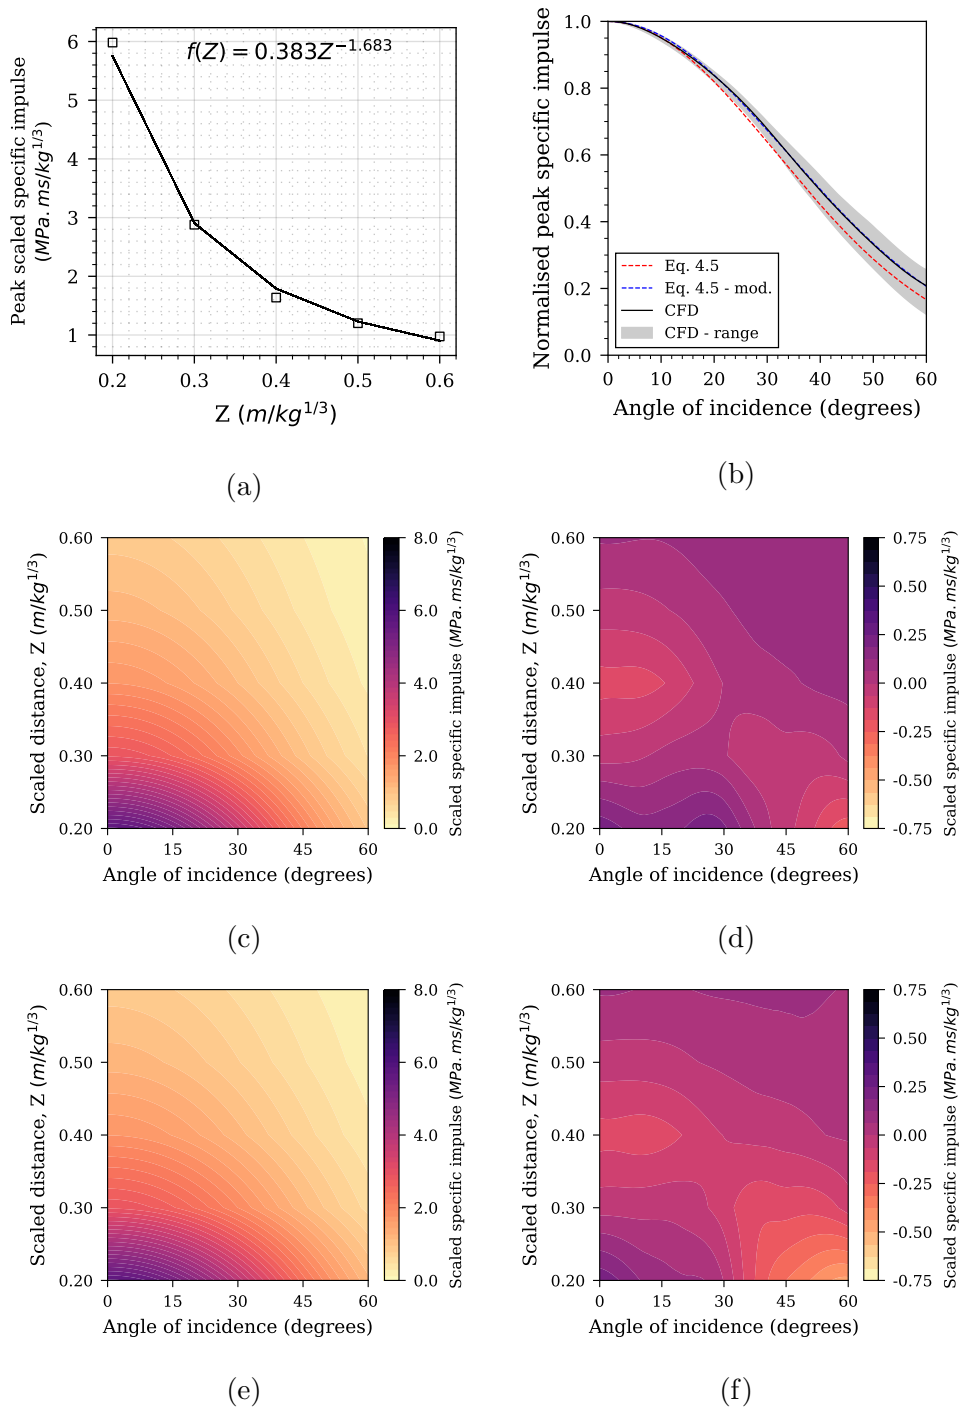 f(Z) = 0.383Z^−1.683
Peak scaled specific impulse
(MPa.ms/kg^1/3)
6
5
4
3
2
1
0.2 0.3 0.4 0.5 0.6
Z (m/kg^1/3)
(a)
Normalised peak specific impulse
1.0
0.8
0.6
0.4
0.2
0.0
Eq. 4.5
Eq. 4.5 - mod.
CFD
CFD - range
0 10 20 30 40 50 60
Angle of incidence (degrees)
(b)
Scaled distance, Z (m/kg^1/3)
0.60
0.50
0.40
0.30
0.20
0 15 30 45 60
Angle of incidence (degrees)
8.0
6.0
4.0
2.0
0.0
Scaled specific impulse (MPa.ms/kg^1/3)
(c)
Scaled distance, Z (m/kg^1/3)
0.60
0.50
0.40
0.30
0.20
0 15 30 45 60
Angle of incidence (degrees)
0.75
0.50
0.25
0.00
-0.25
-0.50
-0.75
Scaled specific impulse (MPa.ms/kg^1/3)
(d)
Scaled distance, Z (m/kg^1/3)
0.60
0.50
0.40
0.30
0.20
0 15 30 45 60
Angle of incidence (degrees)
8.0
6.0
4.0
2.0
0.0
Scaled specific impulse (MPa.ms/kg^1/3)
(e)
Scaled distance, Z (m/kg^1/3)
0.60
0.50
0.40
0.30
0.20
0 15 30 45 60
Angle of incidence (degrees)
0.75
0.50
0.25
0.00
-0.25
-0.50
-0.75
Scaled specific impulse (MPa.ms/kg^1/3)
(f)